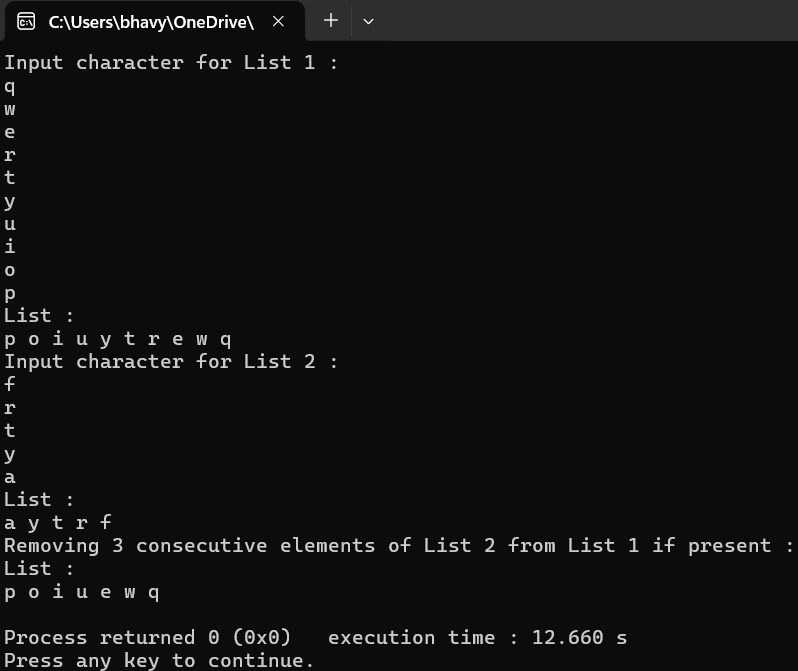 C:\Users\bhavy\OneDrive\
Input character for List 1 :
q
w
e
r
t
y
u
i
o
p
List :
p o i u y t r e w q
Input character for List 2 :
f
r
t
y
a
List :
a y t r f
Removing 3 consecutive elements of List 2 from List 1 if present :
List :
p o i u e w q
Process returned 0 (0x0)   execution time : 12.660 s
Press any key to continue.